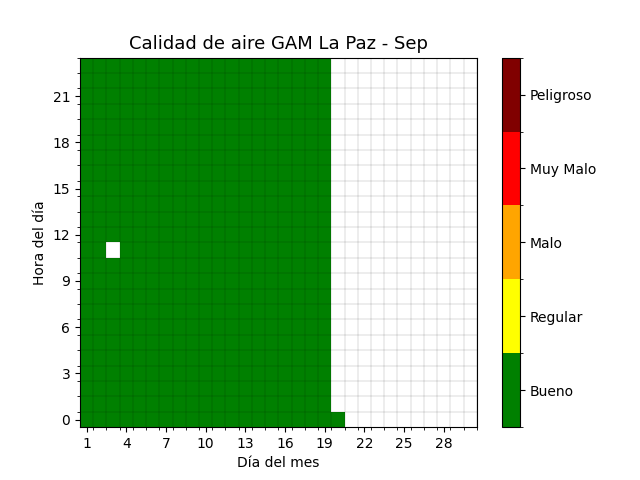 Calidad de aire GAM La Paz - Sep
Hora del día
21
18
15
12
9
6
3
0
1 4 7 10 13 16 19 22 25 28
Día del mes
Peligroso
Muy Malo
Malo
Regular
Bueno